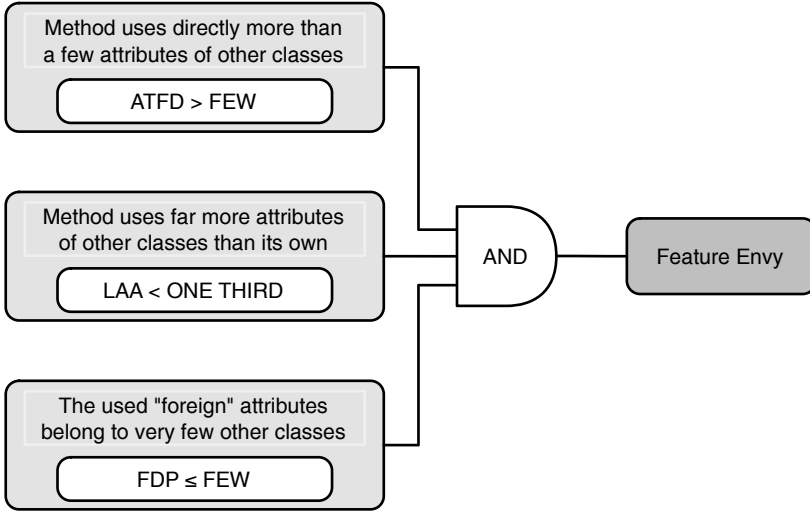 Method uses directly more than
a few attributes of other classes
ATFD > FEW
Method uses far more attributes
of other classes than its own
LAA < ONE THIRD
AND
Feature Envy
The used "foreign" attributes
belong to very few other classes
FDP ≤ FEW